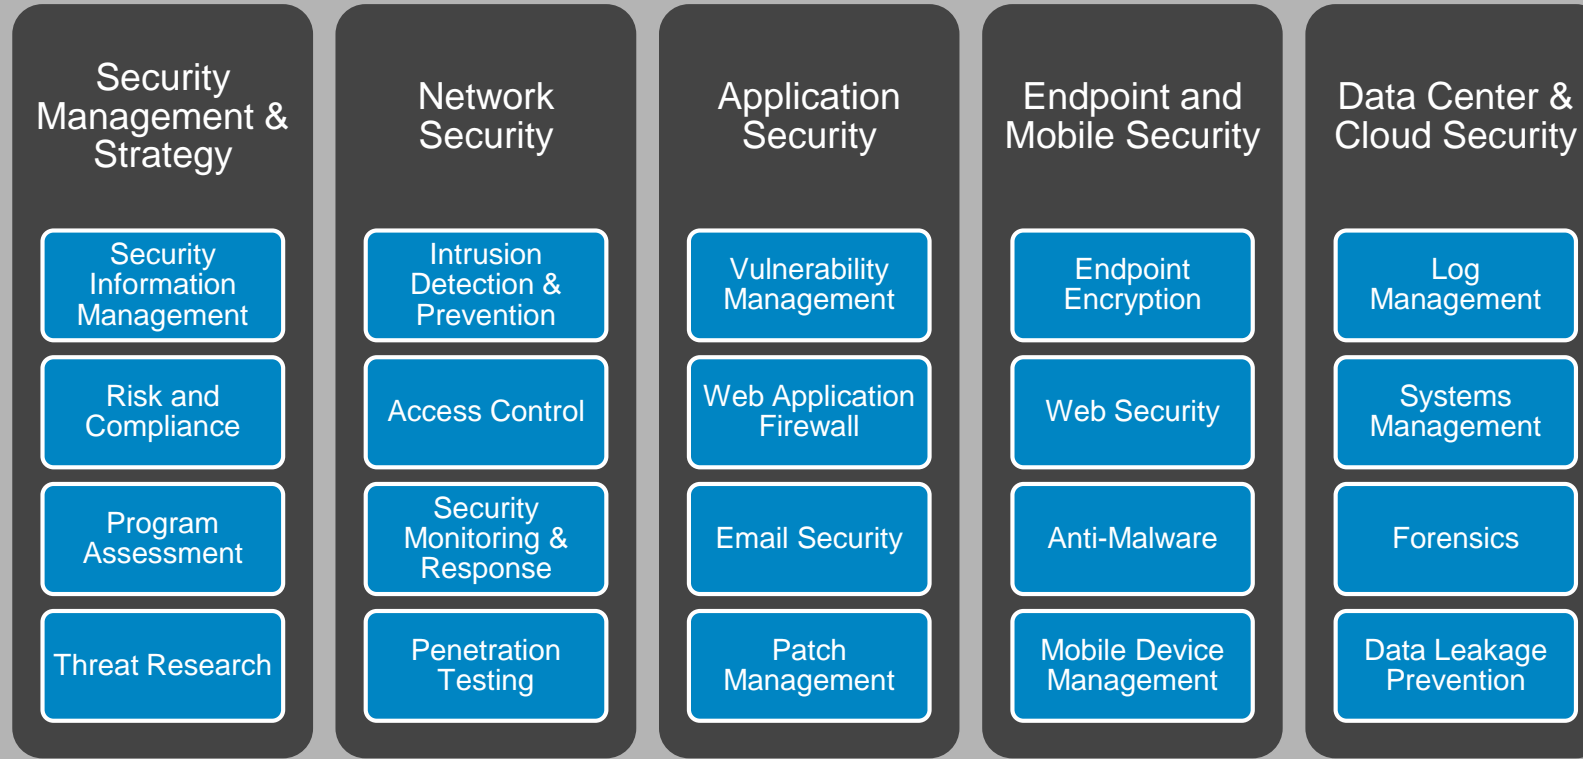 Security
Management &
Strategy
Security
Information
Management
Risk and
Compliance
Program
Assessment
Threat Research
Network
Security
Intrusion
Detection &
Prevention
Access Control
Security
Monitoring &
Response
Penetration
Testing
Application
Security
Vulnerability
Management
Web Application
Firewall
Email Security
Patch
Management
Endpoint and
Mobile Security
Endpoint
Encryption
Web Security
Anti-Malware
Mobile Device
Management
Data Center &
Cloud Security
Log
Management
Systems
Management
Forensics
Data Leakage
Prevention